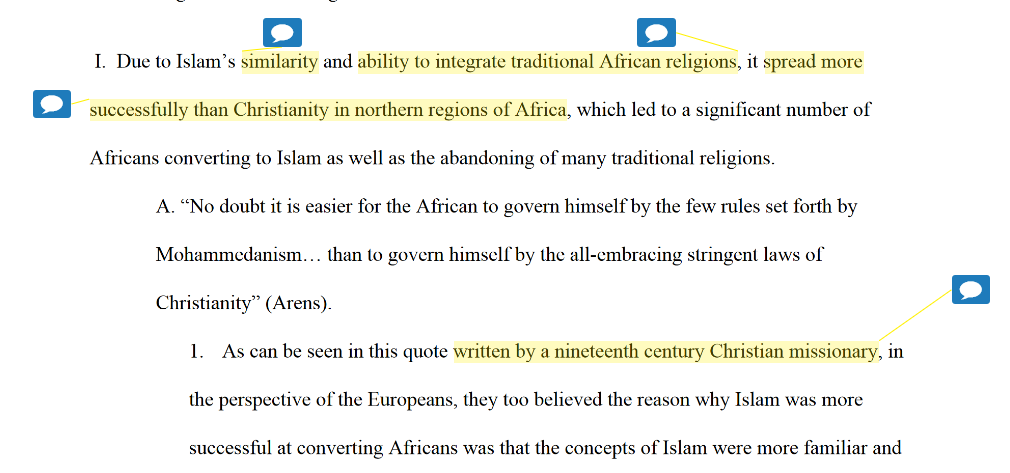 I. Due to Islam’s similarity and ability to integrate traditional African religions, it spread more
successfully than Christianity in northern regions of Africa, which led to a significant number of
Africans converting to Islam as well as the abandoning of many traditional religions.
A. “No doubt it is easier for the African to govern himself by the few rules set forth by
Mohammedanism… than to govern himself by the all-embracing stringent laws of
Christianity” (Arens).
1. As can be seen in this quote written by a nineteenth century Christian missionary, in
the perspective of the Europeans, they too believed the reason why Islam was more
successful at converting Africans was that the concepts of Islam were more familiar and